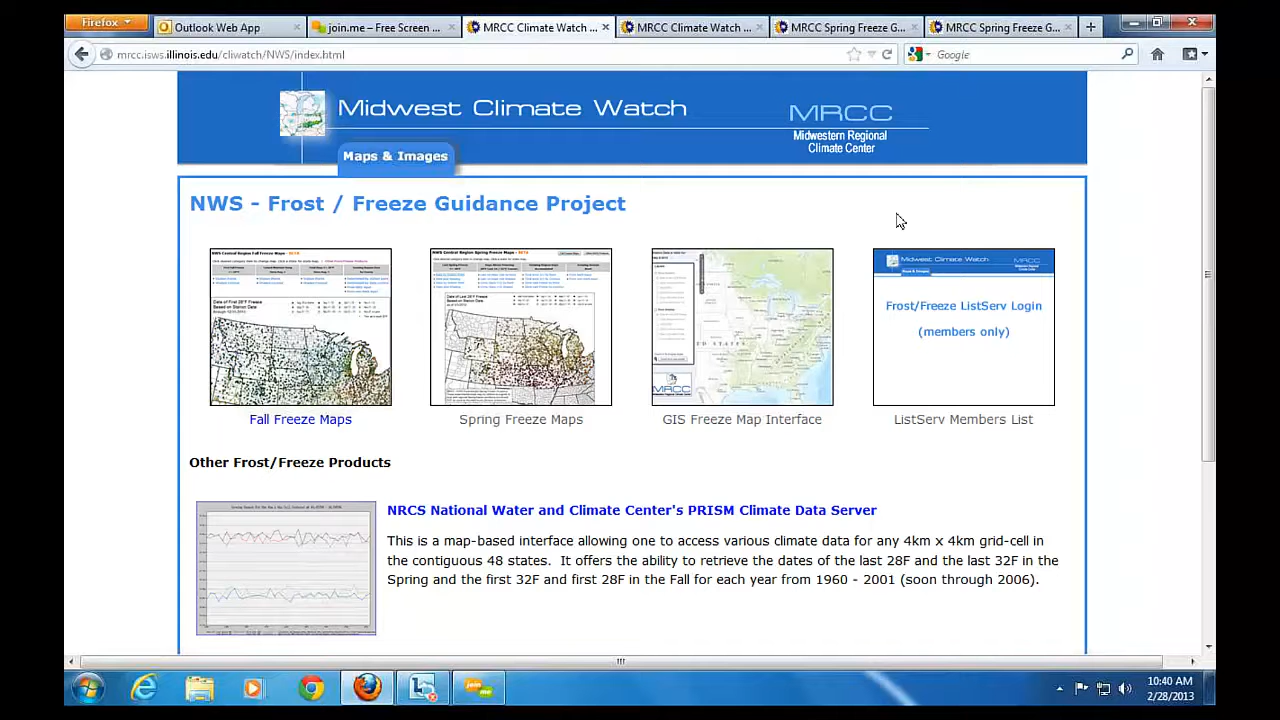 Firefox
Outlook Web App
join.me – Free Screen ...
MRCC Climate Watch ...
MRCC Climate Watch ...
MRCC Spring Freeze G...
MRCC Spring Freeze G...
mrcc.isws.illinois.edu/cliwatch/NWS/index.html
Google
Midwest Climate Watch
MRCC
Midwestern Regional
Climate Center
Maps & Images
NWS - Frost / Freeze Guidance Project
Frost/Freeze ListServ Login
(members only)
Fall Freeze Maps
Spring Freeze Maps
GIS Freeze Map Interface
ListServ Members List
Other Frost/Freeze Products
NRCS National Water and Climate Center's PRISM Climate Data Server
This is a map-based interface allowing one to access various climate data for any 4km x 4km grid-cell in
the contiguous 48 states. It offers the ability to retrieve the dates of the last 28F and the last 32F in the
Spring and the first 32F and first 28F in the Fall for each year from 1960 - 2001 (soon through 2006).
10:40 AM
2/28/2013